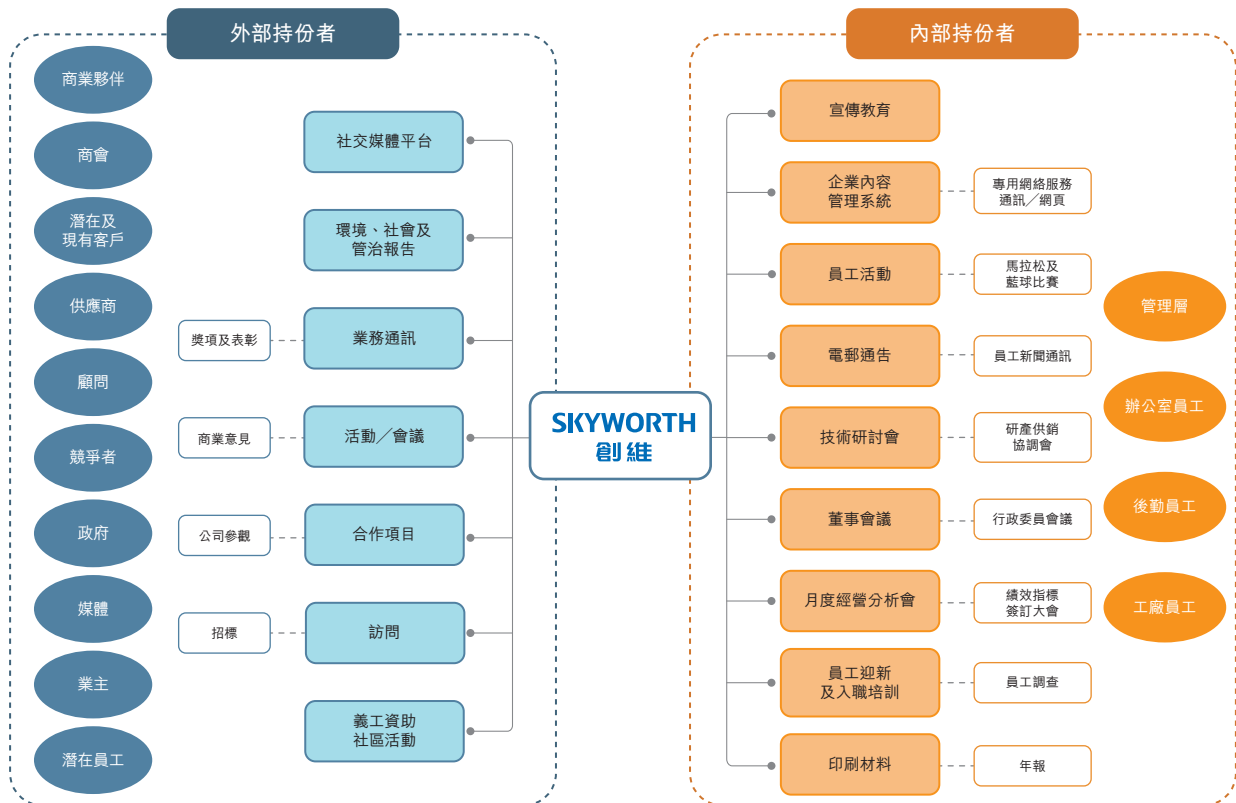 外部持份者
商業夥伴
商會
潛在及
現有客戶
供應商
顧問
競爭者
政府
媒體
業主
潛在員工
社交媒體平台
環境、社會及
管治報告
獎項及表彰
業務通訊
商業意見
活動／會議
公司參觀
合作項目
招標
訪問
義工資助
社區活動
SKYWORTH
創維
內部持份者
宣傳教育
企業內容
管理系統
專用網絡服務
通訊／網頁
員工活動
馬拉松及
藍球比賽
電郵通告
員工新聞通訊
技術研討會
研產供銷
協調會
董事會議
行政委員會議
月度經營分析會
績效指標
簽訂大會
員工迎新
及入職培訓
員工調查
印刷材料
年報
管理層
辦公室員工
後勤員工
工廠員工